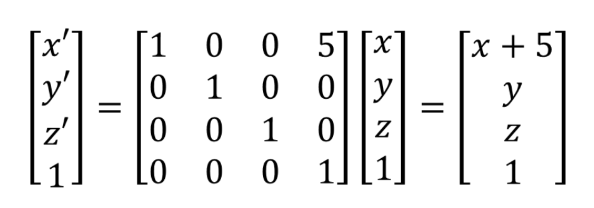 [x′] = [1 0 0 5] [x] = [x + 5]
[y′] [0 1 0 0] [y] [y]
[z′] [0 0 1 0] [z] [z]
[1] [0 0 0 1] [1] [1]